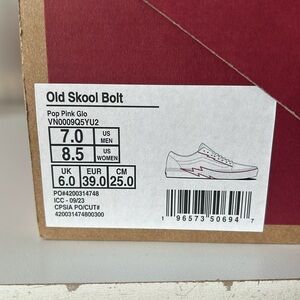 Old Skool Bolt
Pop Pink Glo
VN0009Q5YU2
7.0 US MEN
8.5 US WOMEN
UK EUR CM
6.0 39.0 25.0
PO#4200314748
ICC - 09/23
CPSIA PO/CUT#
420031474800300
1 96573 50694 7